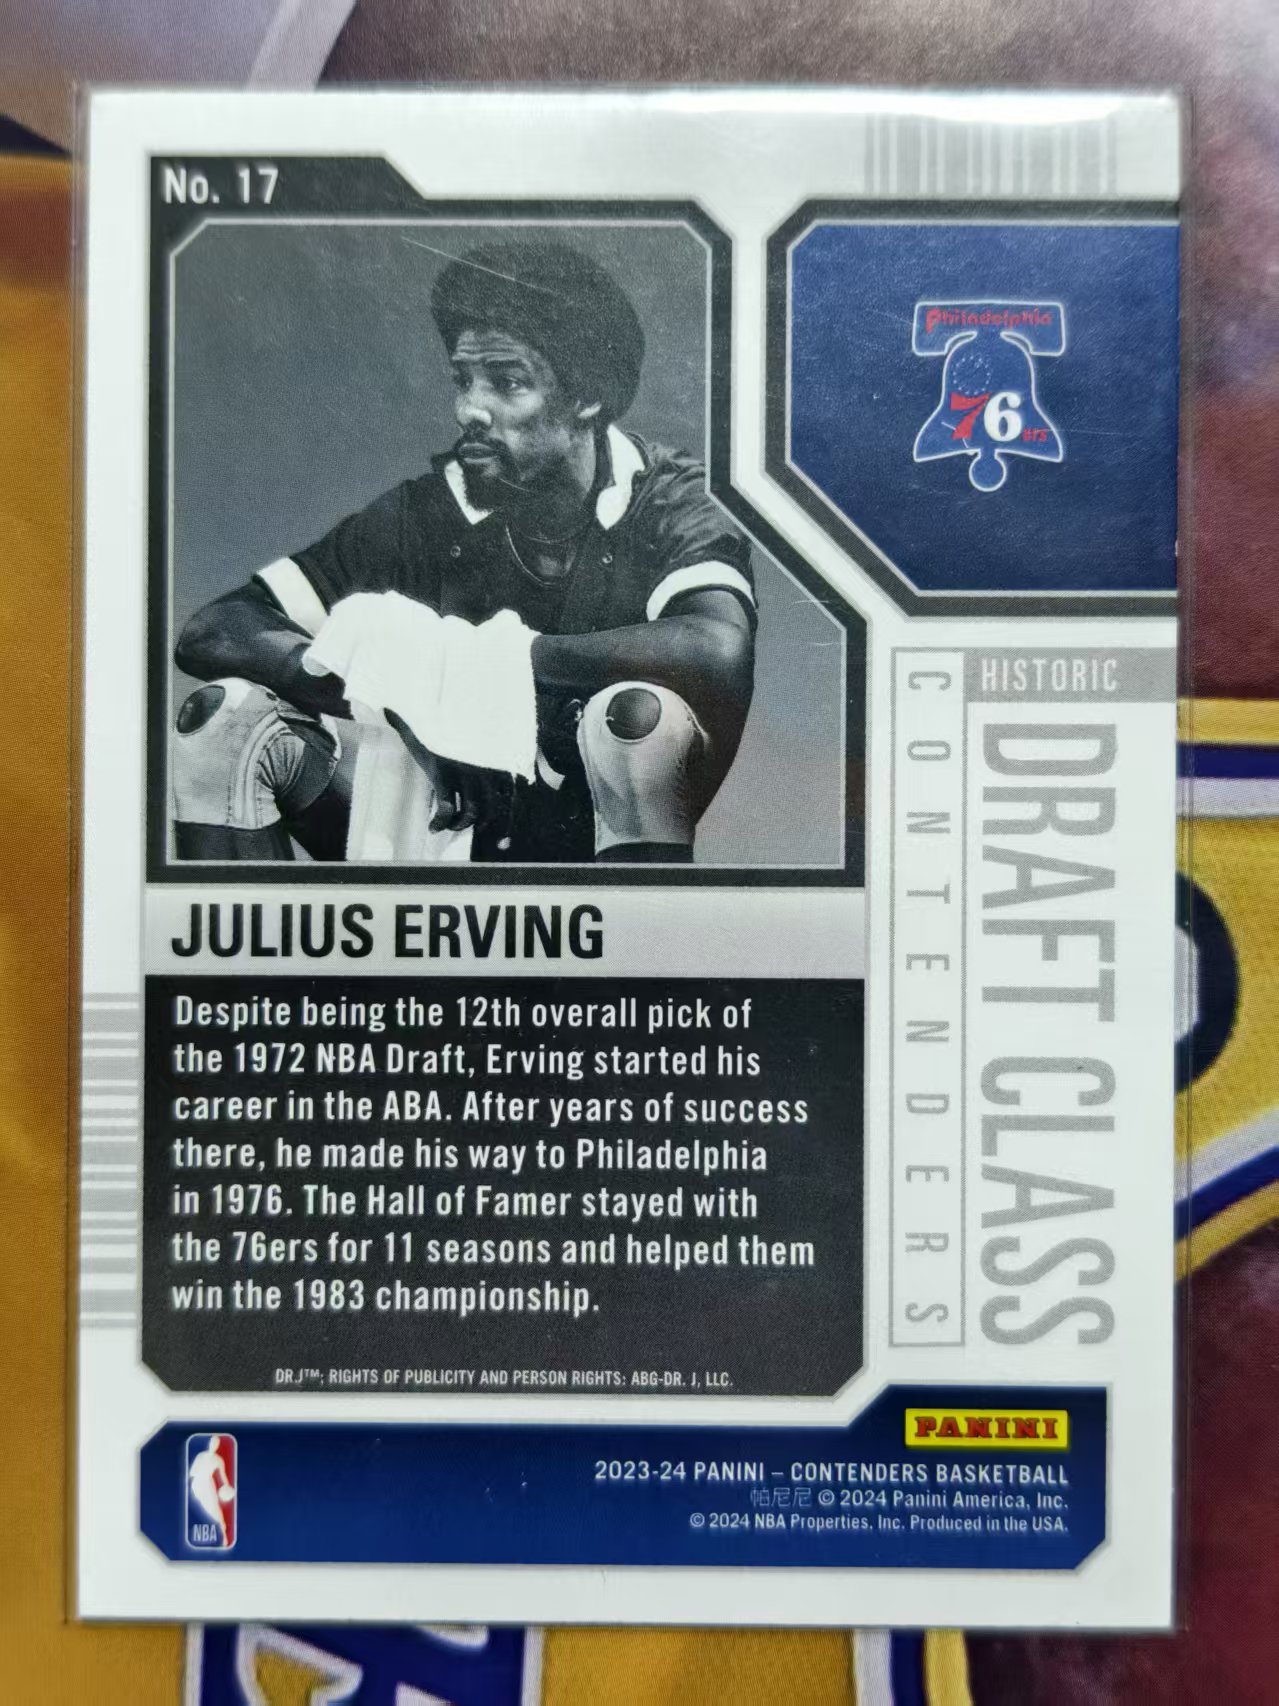 No. 17
Philadelphia
76ers
HISTORIC
DRAFT CLASS
CONTENDERS
JULIUS ERVING
Despite being the 12th overall pick of
the 1972 NBA Draft, Erving started his
career in the ABA. After years of success
there, he made his way to Philadelphia
in 1976. The Hall of Famer stayed with
the 76ers for 11 seasons and helped them
win the 1983 championship.
DR.J™; RIGHTS OF PUBLICITY AND PERSON RIGHTS: ABG-DR. J, LLC.
PANINI
NBA
2023-24 PANINI – CONTENDERS BASKETBALL
帕尼尼 © 2024 Panini America, Inc.
© 2024 NBA Properties, Inc. Produced in the USA.